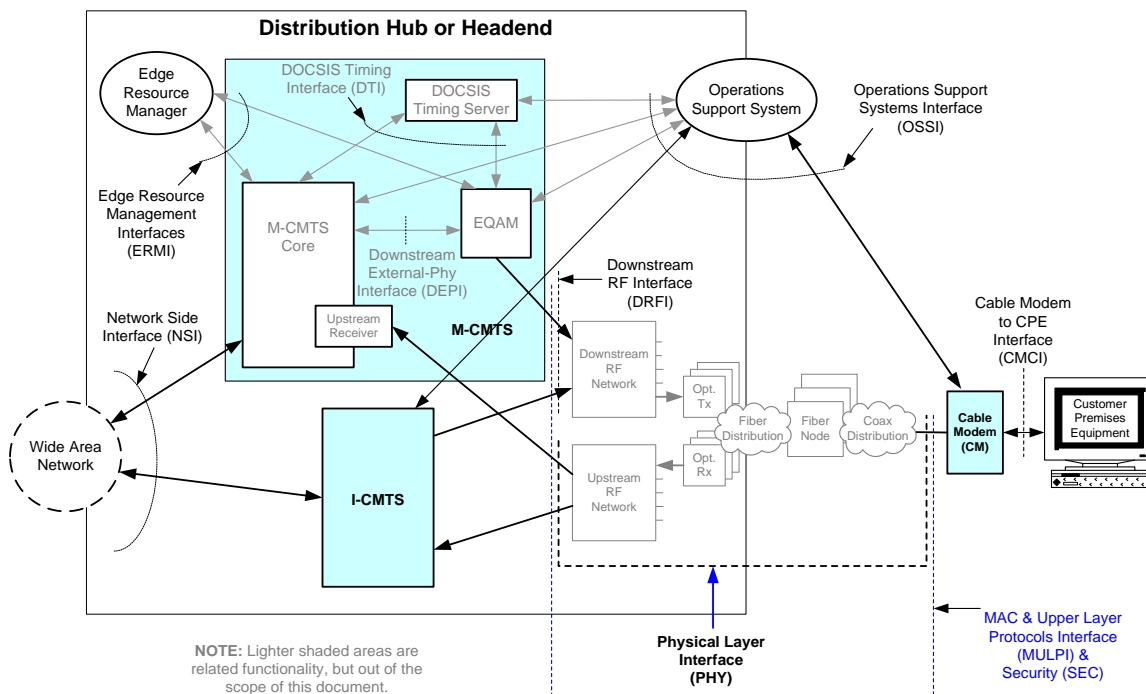 Distribution Hub or Headend
Edge
Resource
Manager
DOCSIS Timing
Interface (DTI)
DOCSIS
Timing Server
Operations
Support System
Operations Support
Systems Interface
(OSSI)
Edge Resource
Management
Interfaces
(ERMI)
M-CMTS
Core
EQAM
Downstream
External-Phy
Interface (DEPI)
Upstream
Receiver
M-CMTS
Downstream
RF Interface
(DRFI)
Cable Modem
to CPE
Interface
(CMCI)
Network Side
Interface (NSI)
Downstream
RF
Network
Opt.
Tx
Fiber
Distribution
Fiber
Node
Coax
Distribution
Cable
Modem
(CM)
Customer
Premises
Equipment
Wide Area
Network
I-CMTS
Upstream
RF
Network
Opt.
Rx
NOTE: Lighter shaded areas are
related functionality, but out of the
scope of this document.
Physical Layer
Interface
(PHY)
MAC & Upper Layer
Protocols Interface
(MULPI) &
Security (SEC)